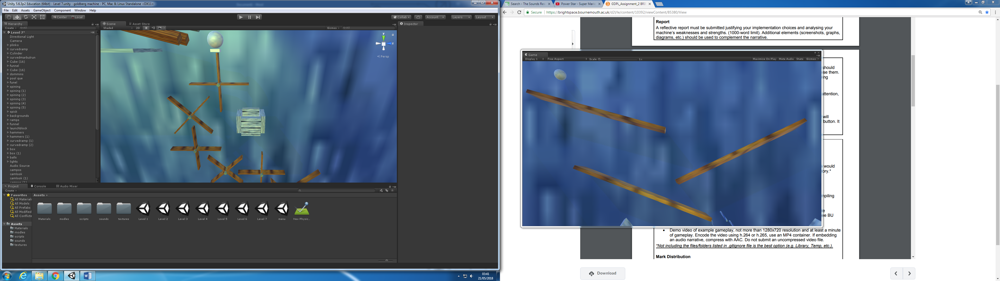 Unity 5.6.3p2 Education (64bit) - Level 7.unity - goldberg machine - PC, Mac & Linux Standalone <DX11>
File Edit Assets GameObject Component Window Help
Center Local
Collab Account Layers Layout
Hierarchy
Create All
Level 7*
Directional Light
Camera
plinko
curvedramp
Cylinder
curvedmarbulrun
Cube (16)
funnel
Cube (16)
dommins
pool que
funel
spining
spining (1)
spining (2)
spining (3)
spining (4)
spining (5)
spick
backgrounds
ramps
funnel
launchblock
hammers
hammers (1)
curvedramp (1)
curvedramp (2)
box
box (1)
balls
lights
Audio Source
campos
camlook
camlook (1)
campos (1)
Scene Asset Store
Shaded 2D Gizmos All
y
z
Persp
Inspector
Project Console Audio Mixer
Create
Favorites
All Materials
All Models
All Prefabs
All Modified
All Conflicte
Assets
Materials
modles
scripts
sounds
textures
Assets
Materials modles scripts sounds textures Level 1 Level 2 Level 3 Level 4 Level 5 Level 6 Level 7 menu New Physic...
03:41
21/05/2018
Search - The Sounds Res
Power Star - Super Mario
GDPL_Assignment_2 BRIE
Secure https://brightspace.bournemouth.ac.uk/d2l/le/content/10392/viewContent/85380/View
Report
A reflective report must be submitted justifying your implementation choices and analysing your
machine's weaknesses and strengths. (1000-word limit). Additional elements (screenshots, graphs,
diagrams, etc.) should be used to complement the narrative.
Game
Display 1 Free Aspect Scale 1x Maximize On Play Mute Audio Stats Gizmos
should
se them.
ng
attention,
will
button. It
would
ory.*
mpiling
e
ee BU
• Demo video of example gameplay, not more than 1280x720 resolution and at least a minute
of gameplay. Encode the video using h.264 or h.265, use an MP4 container. If embedding
an audio narrative, compress with AAC. Do not submit an uncompressed video file.
*Not including the files/folders listed in .gitignore file is the best option (e.g. Library, Temp, etc.).
Mark Distribution
Download